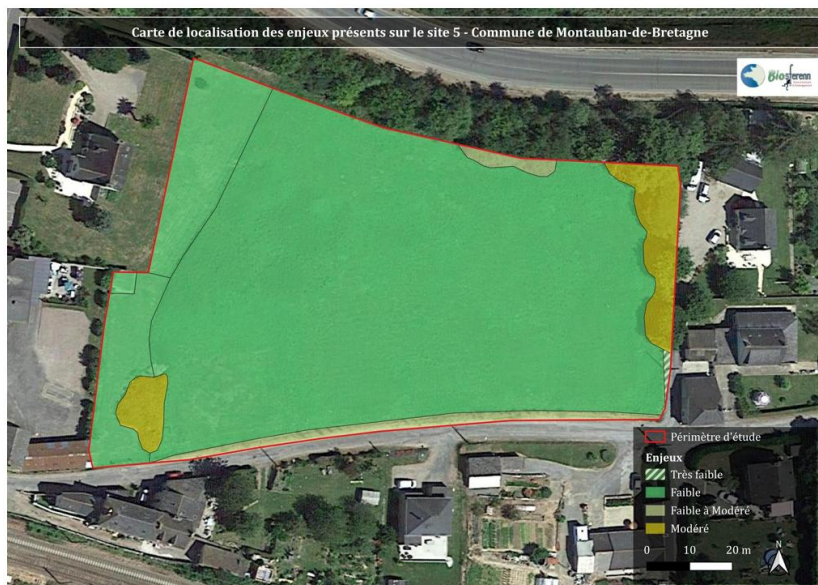 Carte de localisation des enjeux présents sur le site 5 - Commune de Montauban-de-Bretagne
Biosferenn
Périmètre d'étude
Enjeux
Très faible
Faible
Faible à Modéré
Modéré
0 10 20 m
N